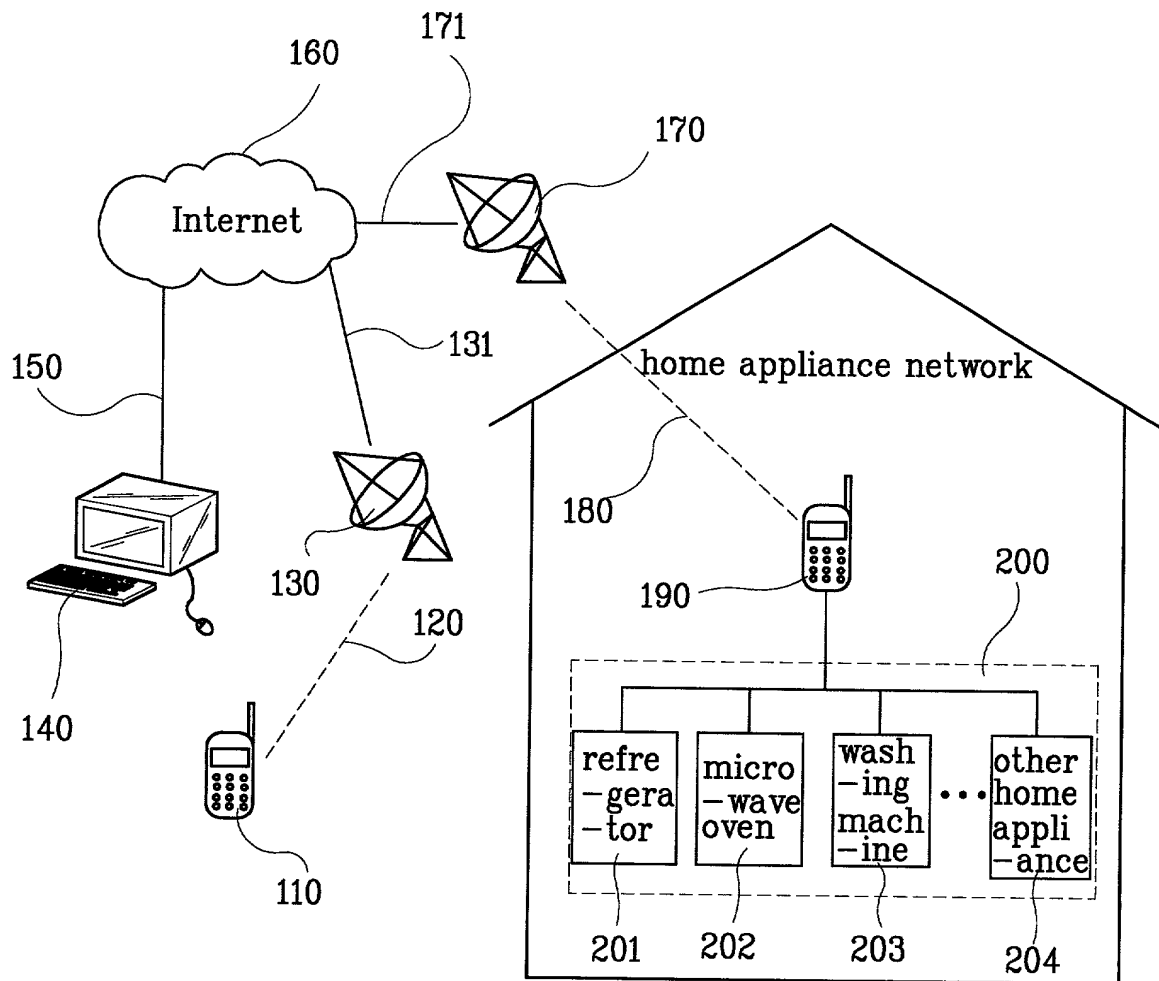 160
171
170
Internet
131
150
home appliance network
180
130
190
200
120
140
refre
-gera
-tor
micro
-wave
oven
wash
-ing
mach
-ine
•••
other
home
appli
-ance
110
201
202
203
204